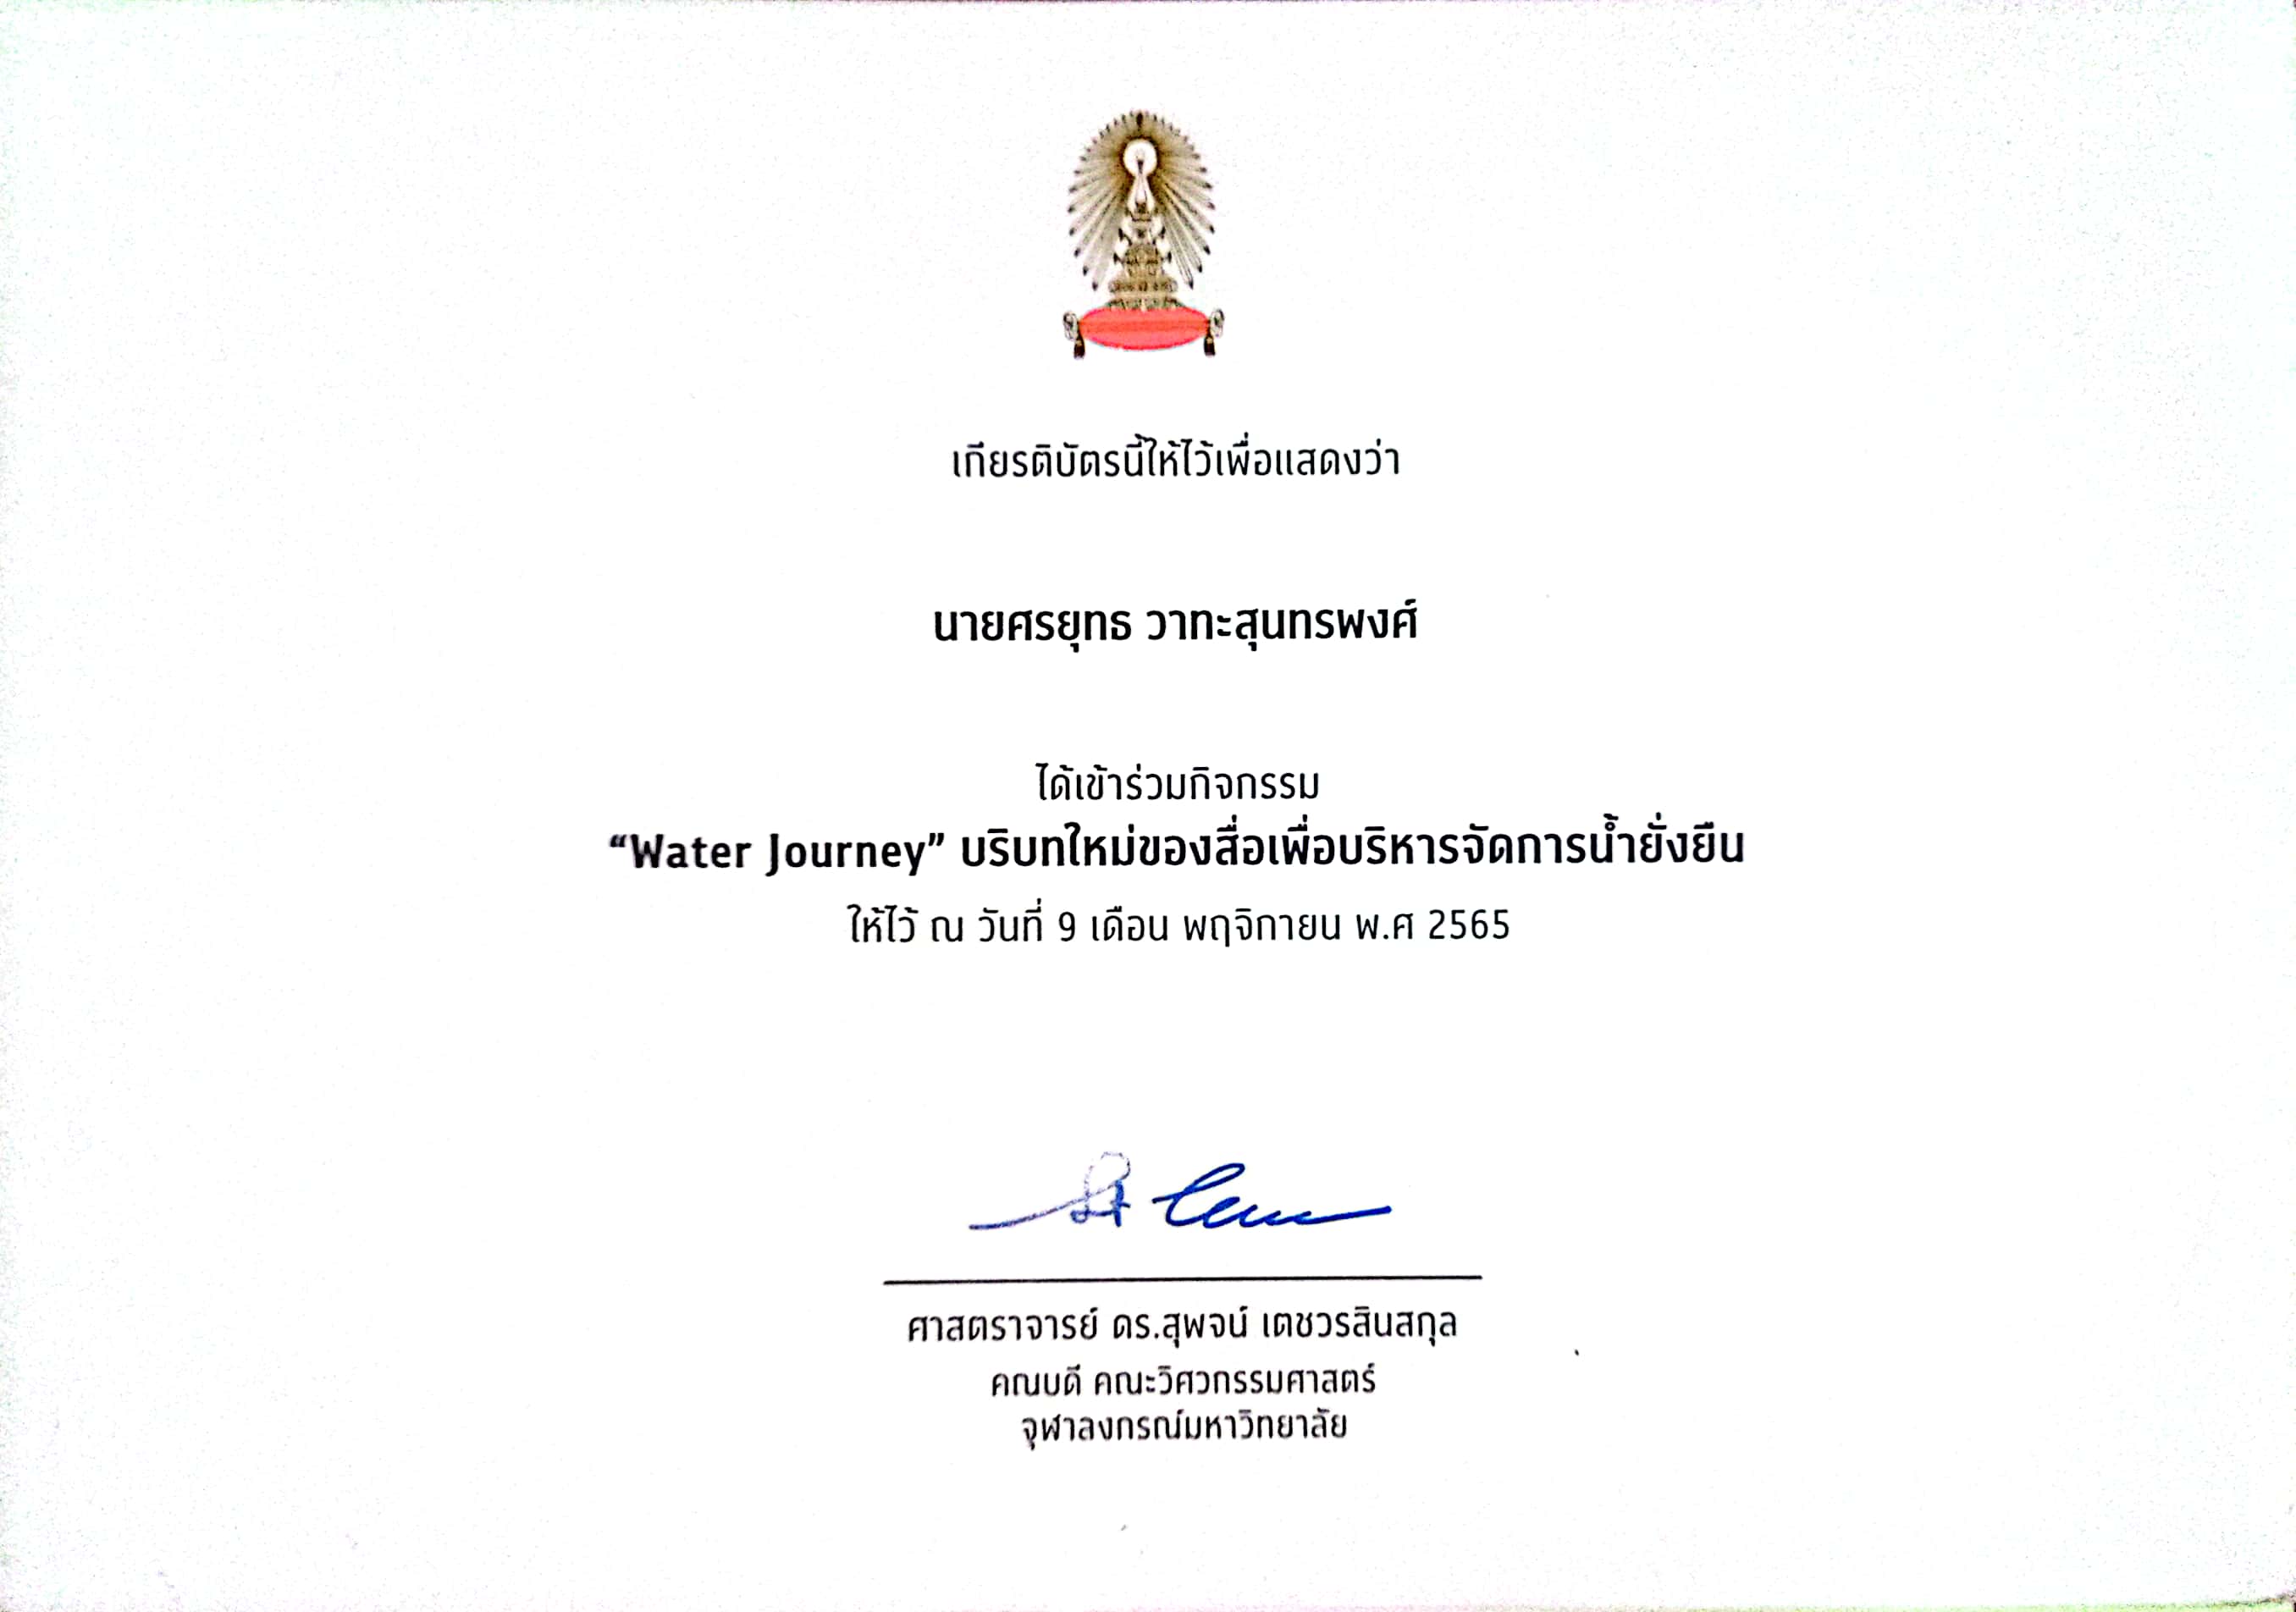 เกียรติบัตรนี้ให้ไว้เพื่อแสดงว่า
นายศรยุทธ วาทะสุนทรพงศ์
ได้เข้าร่วมกิจกรรม
“Water Journey” บริบทใหม่ของสื่อเพื่อบริหารจัดการน้ำยั่งยืน
ให้ไว้ ณ วันที่ 9 เดือน พฤจิกายน พ.ศ 2565
ศาสตราจารย์ ดร.สุพจน์ เตชวรสินสกุล
คณบดี คณะวิศวกรรมศาสตร์
จุฬาลงกรณ์มหาวิทยาลัย